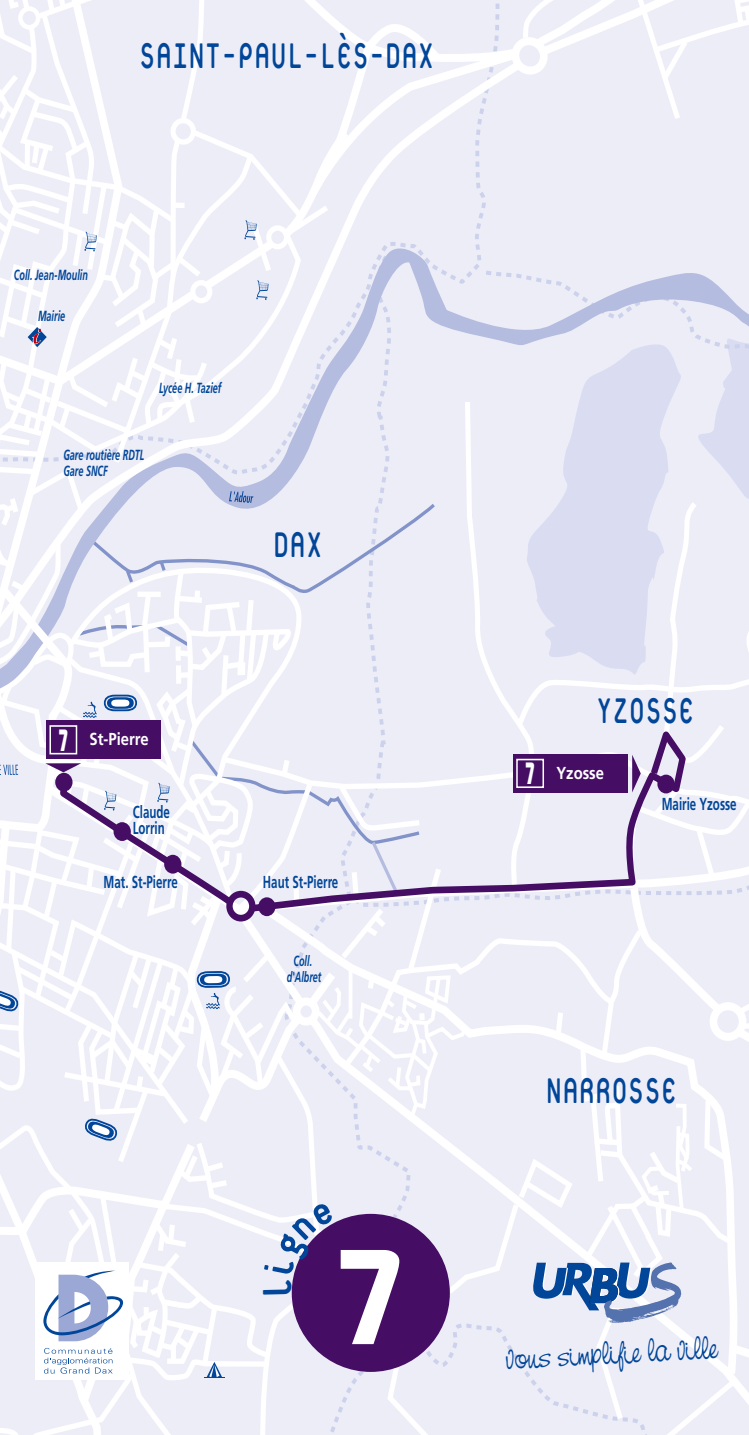 SAINT-PAUL-LÈS-DAX
Coll. Jean-Moulin
Mairie
i
Lycée H. Tazief
Gare routière RDTL
Gare SNCF
L'Adour
DAX
YZOSSE
7 St-Pierre
E VILLE
7 Yzosse
Mairie Yzosse
Claude
Lorrin
Mat. St-Pierre
Haut St-Pierre
Coll.
d'Albret
NARROSSE
Ligne
7
URBUS
vous simplifie la ville
D
Communauté
d'agglomération
du Grand Dax